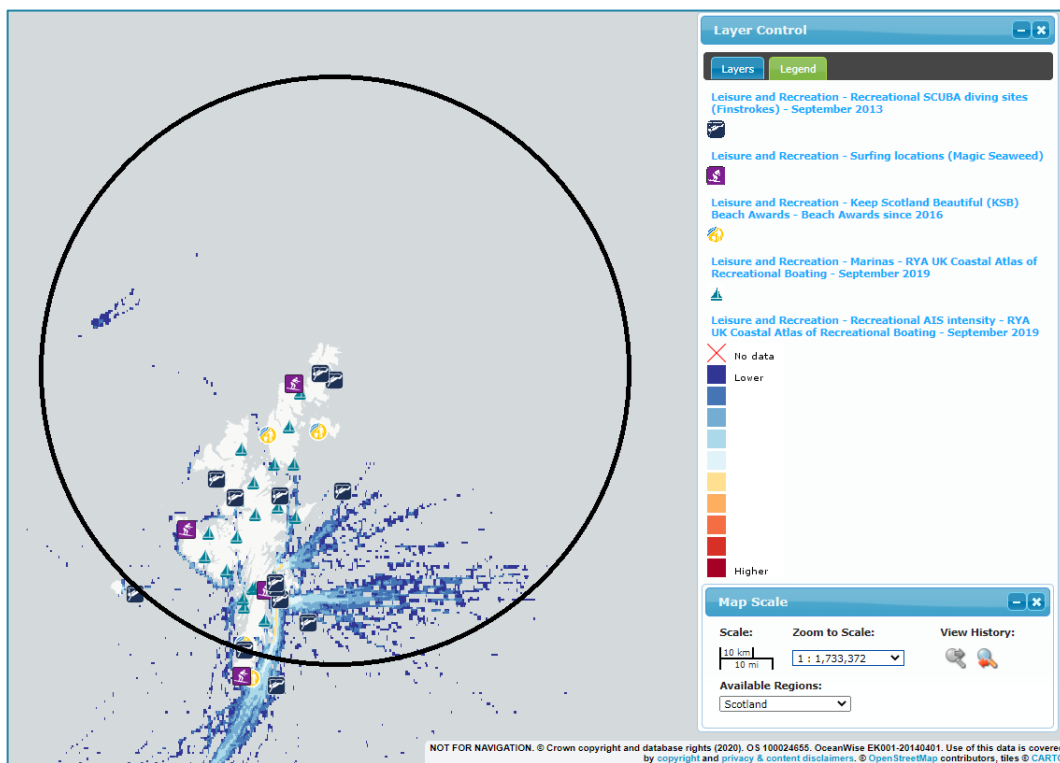 Layer Control
Layers
Legend
Leisure and Recreation - Recreational SCUBA diving sites
(Finstrokes) - September 2013
Leisure and Recreation - Surfing locations (Magic Seaweed)
Leisure and Recreation - Keep Scotland Beautiful (KSB)
Beach Awards - Beach Awards since 2016
Leisure and Recreation - Marinas - RYA UK Coastal Atlas of
Recreational Boating - September 2019
Leisure and Recreation - Recreational AIS intensity - RYA
UK Coastal Atlas of Recreational Boating - September 2019
No data
Lower
Higher
Map Scale
Scale:
Zoom to Scale:
View History:
10 km
10 mi
1 : 1,733,372
Available Regions:
Scotland
NOT FOR NAVIGATION. © Crown copyright and database rights (2020). OS 100024655. OceanWise EK001-20140401. Use of this data is covere
by copyright and privacy & content disclaimers. © OpenStreetMap contributors, tiles © CARTO